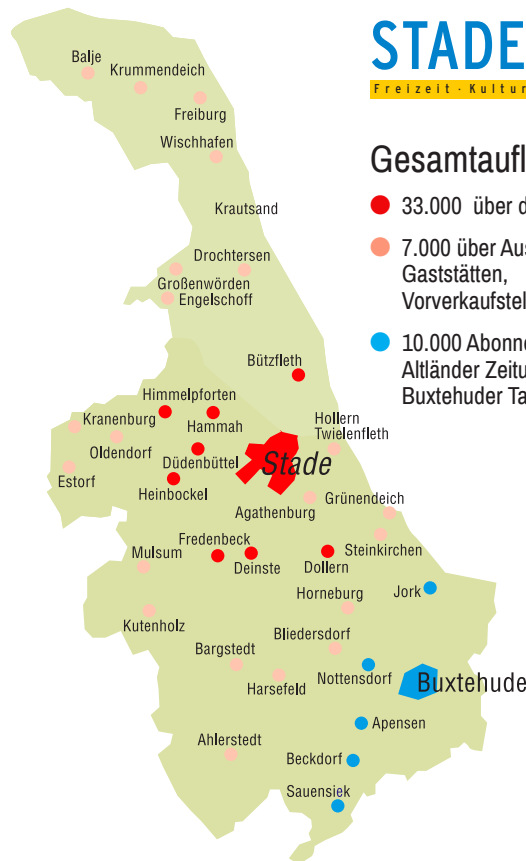 STADE
Freizeit · Kultur
Gesamtaufl
33.000 über d
7.000 über Aus
Gaststätten,
Vorverkaufstel
10.000 Abonne
Altländer Zeitu
Buxtehuder Ta
Balje
Krummendeich
Freiburg
Wischhafen
Krautsand
Drochtersen
Großenwörden
Engelschoff
Bützfleth
Himmelpforten
Hammah
Kranenburg
Oldendorf
Hollern
Twielenfleth
Düdenbüttel
Stade
Estorf
Heinbockel
Agathenburg
Grünendeich
Fredenbeck
Steinkirchen
Mulsum
Deinste
Dollern
Horneburg
Jork
Kutenholz
Bliedersdorf
Bargstedt
Nottensdorf
Harsefeld
Buxtehude
Apensen
Ahlerstedt
Beckdorf
Sauensiek